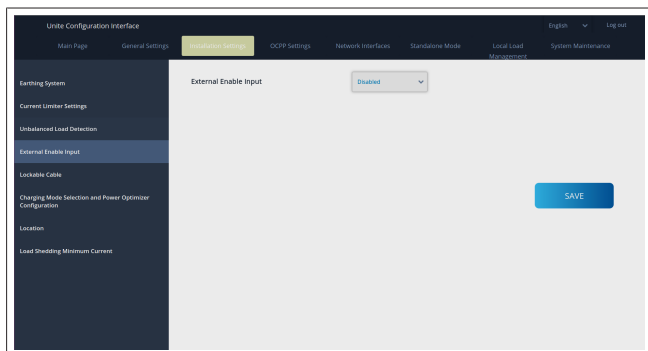 Unite Configuration Interface
English
Log out
Main Page
General Settings
Installation Settings
OCPP Settings
Network Interfaces
Standalone Mode
Local Load
Management
System Maintenance
Earthing System
Current Limiter Settings
Unbalanced Load Detection
External Enable Input
Lockable Cable
Charging Mode Selection and Power Optimizer
Configuration
Location
Load Shedding Minimum Current
External Enable Input
Disabled
SAVE